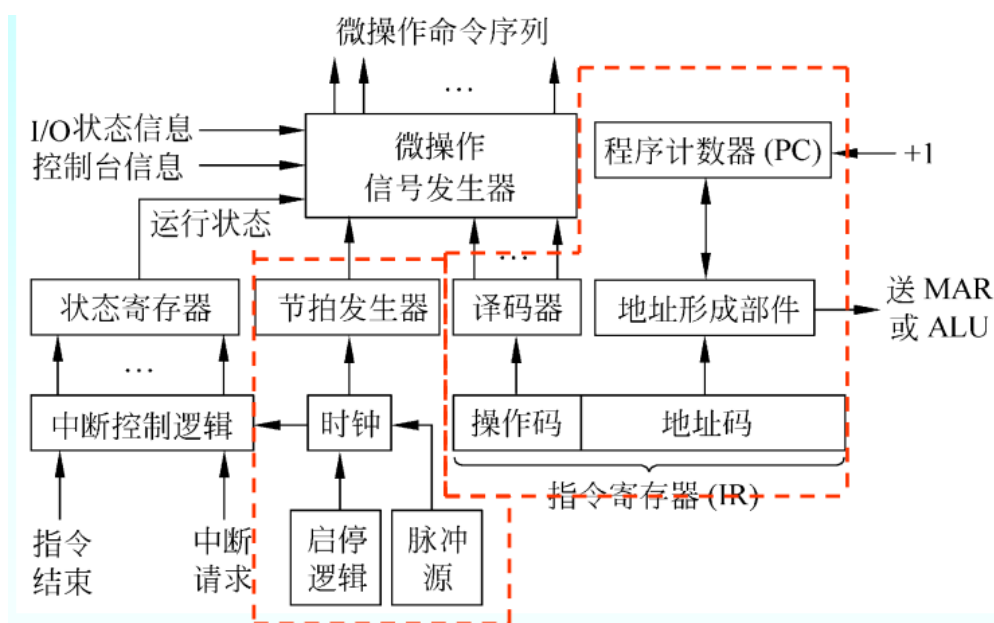 微操作命令序列
…
I/O状态信息
控制台信息
微操作
信号发生器
程序计数器 (PC)
+1
运行状态
…
状态寄存器
节拍发生器
译码器
地址形成部件
送 MAR
或 ALU
…
中断控制逻辑
时钟
操作码
地址码
指令寄存器 (IR)
指令
结束
中断
请求
启停
逻辑
脉冲
源